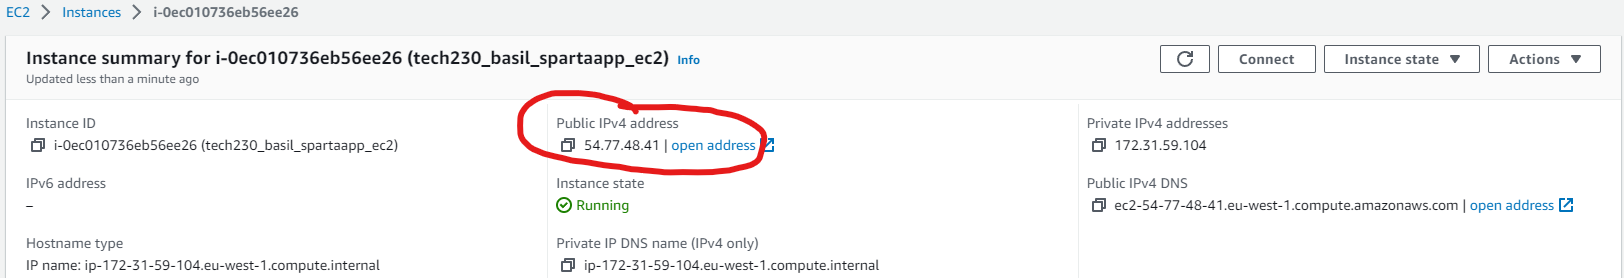 EC2 > Instances > i-0ec010736eb56ee26
Instance summary for i-0ec010736eb56ee26 (tech230_basil_spartaapp_ec2) Info
Updated less than a minute ago
Connect
Instance state
Actions
Instance ID
i-0ec010736eb56ee26 (tech230_basil_spartaapp_ec2)
Public IPv4 address
54.77.48.41 | open address
Private IPv4 addresses
172.31.59.104
IPv6 address
–
Instance state
Running
Public IPv4 DNS
ec2-54-77-48-41.eu-west-1.compute.amazonaws.com | open address
Hostname type
IP name: ip-172-31-59-104.eu-west-1.compute.internal
Private IP DNS name (IPv4 only)
ip-172-31-59-104.eu-west-1.compute.internal